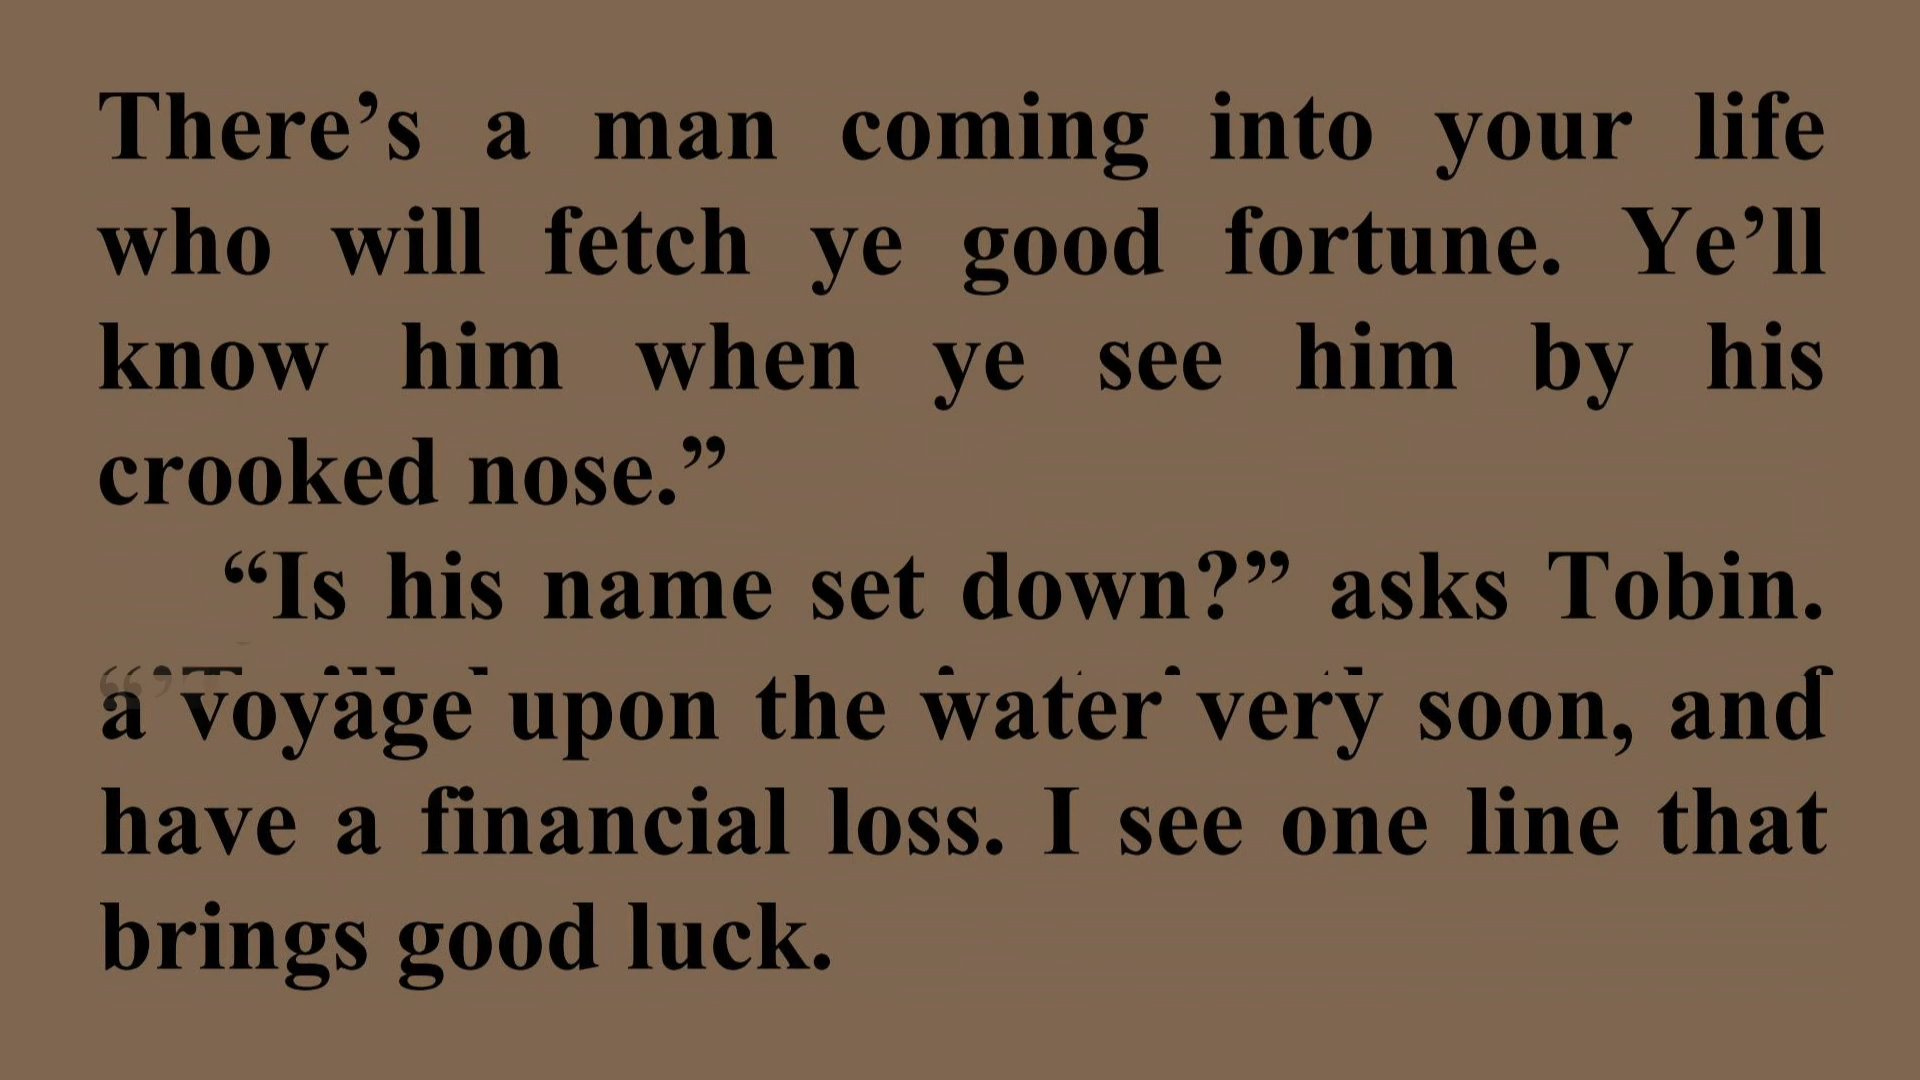 There’s a man coming into your life
who will fetch ye good fortune. Ye’ll
know him when ye see him by his
crooked nose.”
“Is his name set down?” asks Tobin.
a voyage upon the water very soon, and
have a financial loss. I see one line that
brings good luck.